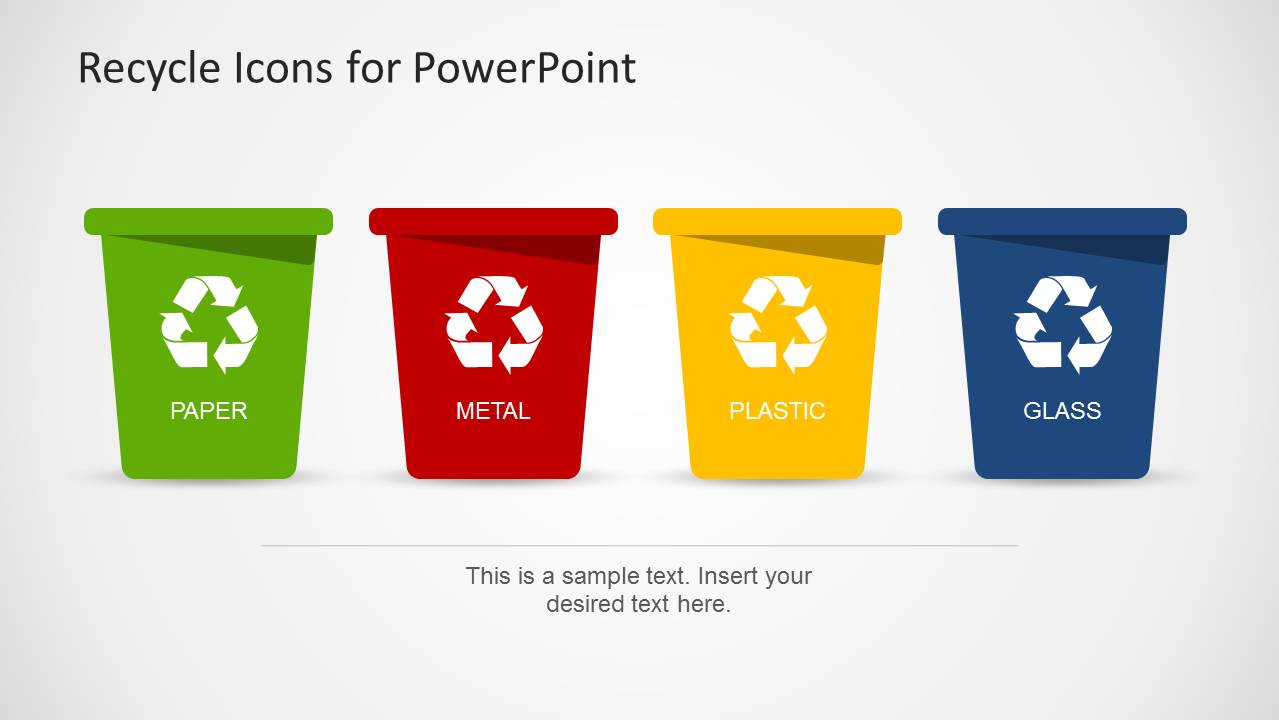 Recycle Icons for PowerPoint
PAPER
METAL
PLASTIC
GLASS
This is a sample text. Insert your
desired text here.